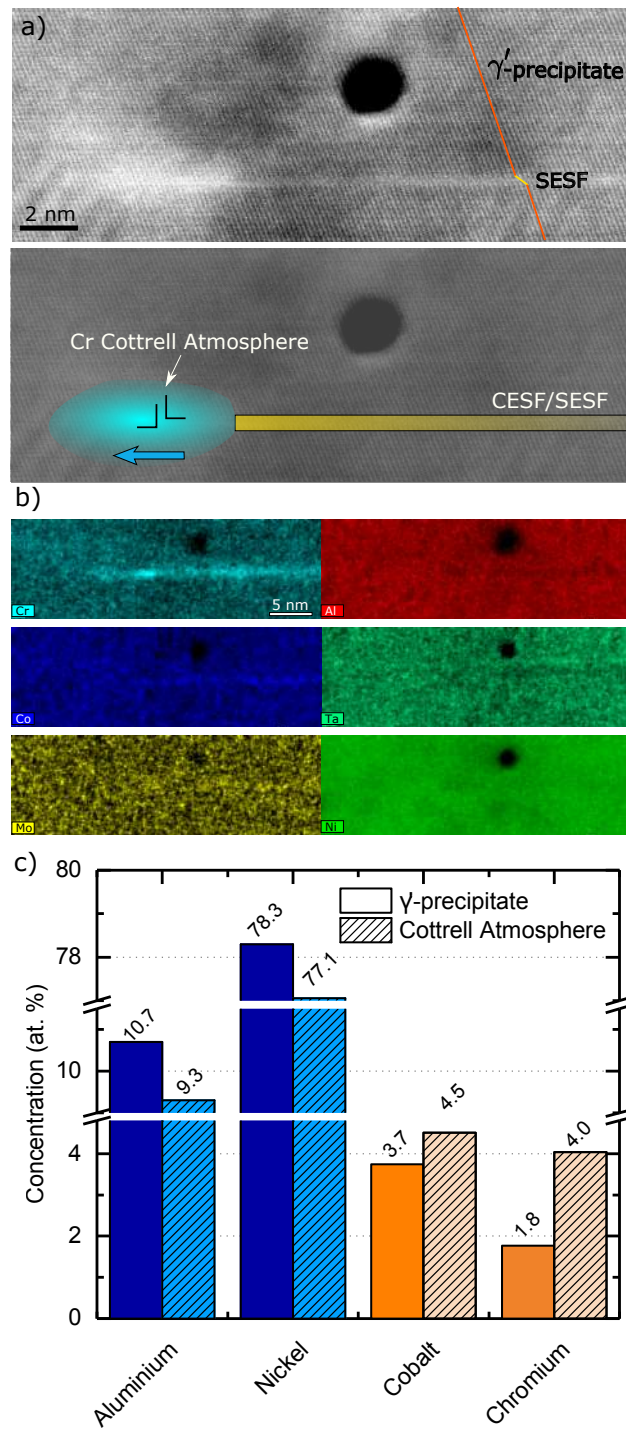 a)
γ′-precipitate
SESF
2 nm
Cr Cottrell Atmosphere
CESF/SESF
b)
Cr
5 nm
Al
Co
Ta
Mo
Ni
c)
80
78
10
4
2
0
Concentration (at. %)
γ′-precipitate
Cottrell Atmosphere
10.7
9.3
78.3
77.1
3.7
4.5
1.8
4.0
Aluminium
Nickel
Cobalt
Chromium